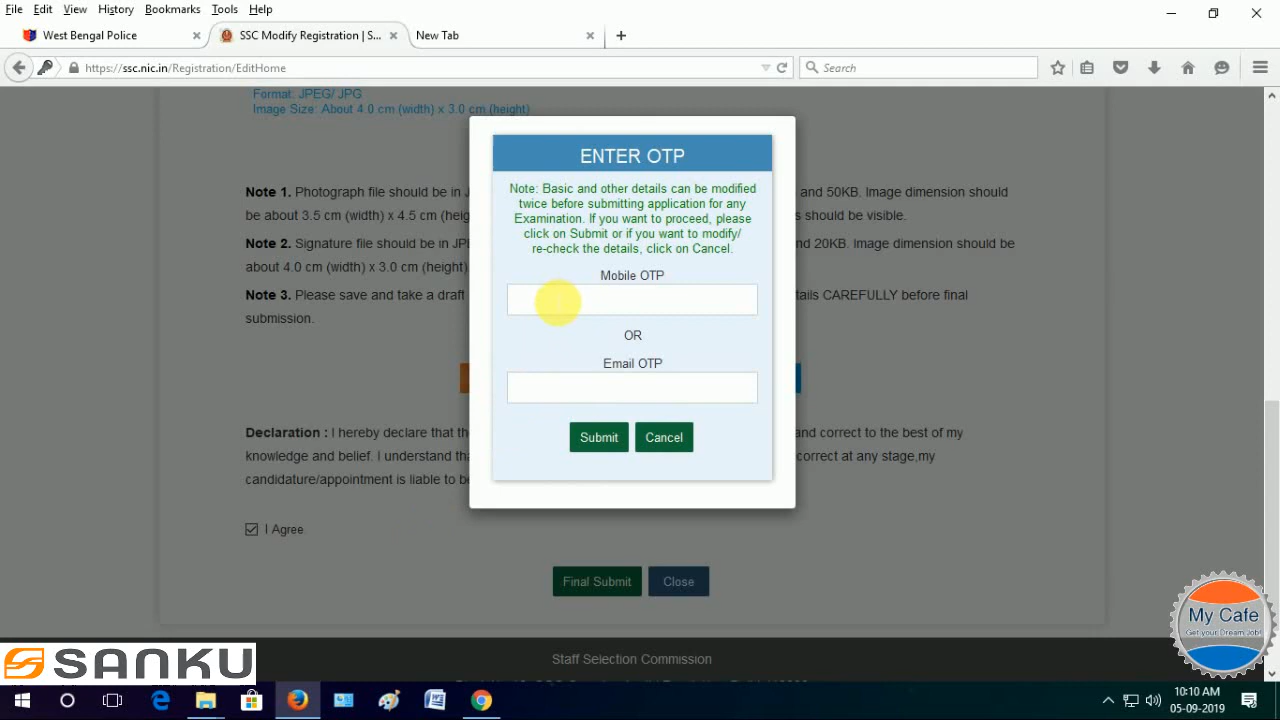 File Edit View History Bookmarks Tools Help
West Bengal Police
SSC Modify Registration | S...
New Tab
https://ssc.nic.in/Registration/EditHome
Search
Format: JPEG/ JPG
Image Size: About 4.0 cm (width) x 3.0 cm (height)
ENTER OTP
Note: Basic and other details can be modified
twice before submitting application for any
Examination. If you want to proceed, please
click on Submit or if you want to modify/
re-check the details, click on Cancel.
Mobile OTP
OR
Email OTP
Submit Cancel
Note 1. Photograph file should be in J and 50KB. Image dimension should
be about 3.5 cm (width) x 4.5 cm (heig s should be visible.
Note 2. Signature file should be in JPE nd 20KB. Image dimension should be
about 4.0 cm (width) x 3.0 cm (height)
Note 3. Please save and take a draft tails CAREFULLY before final
submission.
Declaration : I hereby declare that the and correct to the best of my
knowledge and belief. I understand tha correct at any stage,my
candidature/appointment is liable to be
I Agree
Final Submit Close
My Cafe
Get your Dream Job!
SANKU
Staff Selection Commission
10:10 AM
05-09-2019